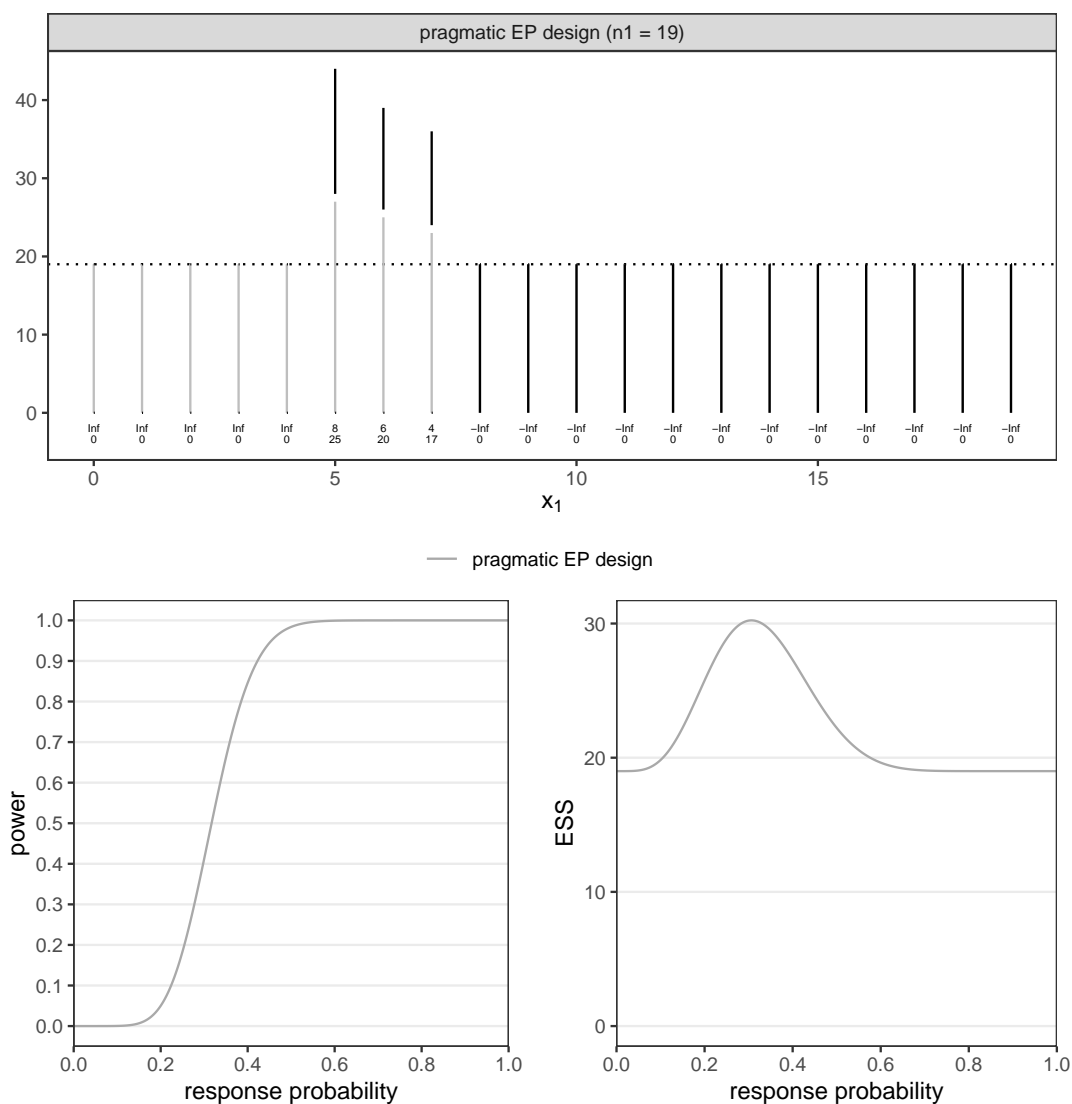 pragmatic EP design (n1 = 19)
40
30
20
10
0
Inf Inf Inf Inf Inf 8 6 4 −Inf −Inf −Inf −Inf −Inf −Inf −Inf −Inf −Inf −Inf −Inf −Inf
0 0 0 0 0 25 20 17 0 0 0 0 0 0 0 0 0 0 0 0
0 5 10 15
x1
pragmatic EP design
1.0
0.9
0.8
0.7
0.6
0.5
0.4
0.3
0.2
0.1
0.0
power
0.0 0.2 0.4 0.6 0.8 1.0
response probability
30
20
10
0
ESS
0.0 0.2 0.4 0.6 0.8 1.0
response probability